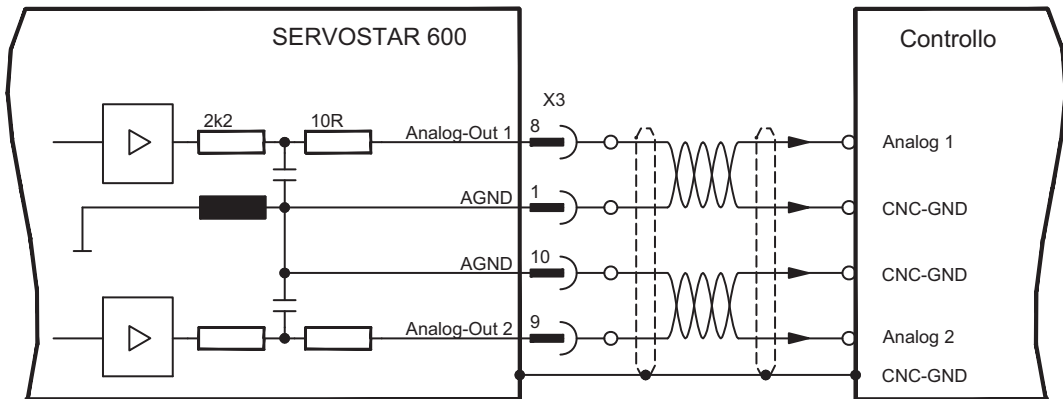 SERVOSTAR 600
Controllo
X3
2k2
10R
Analog-Out 1
8
Analog 1
AGND
1
CNC-GND
AGND
10
CNC-GND
Analog-Out 2
9
Analog 2
CNC-GND